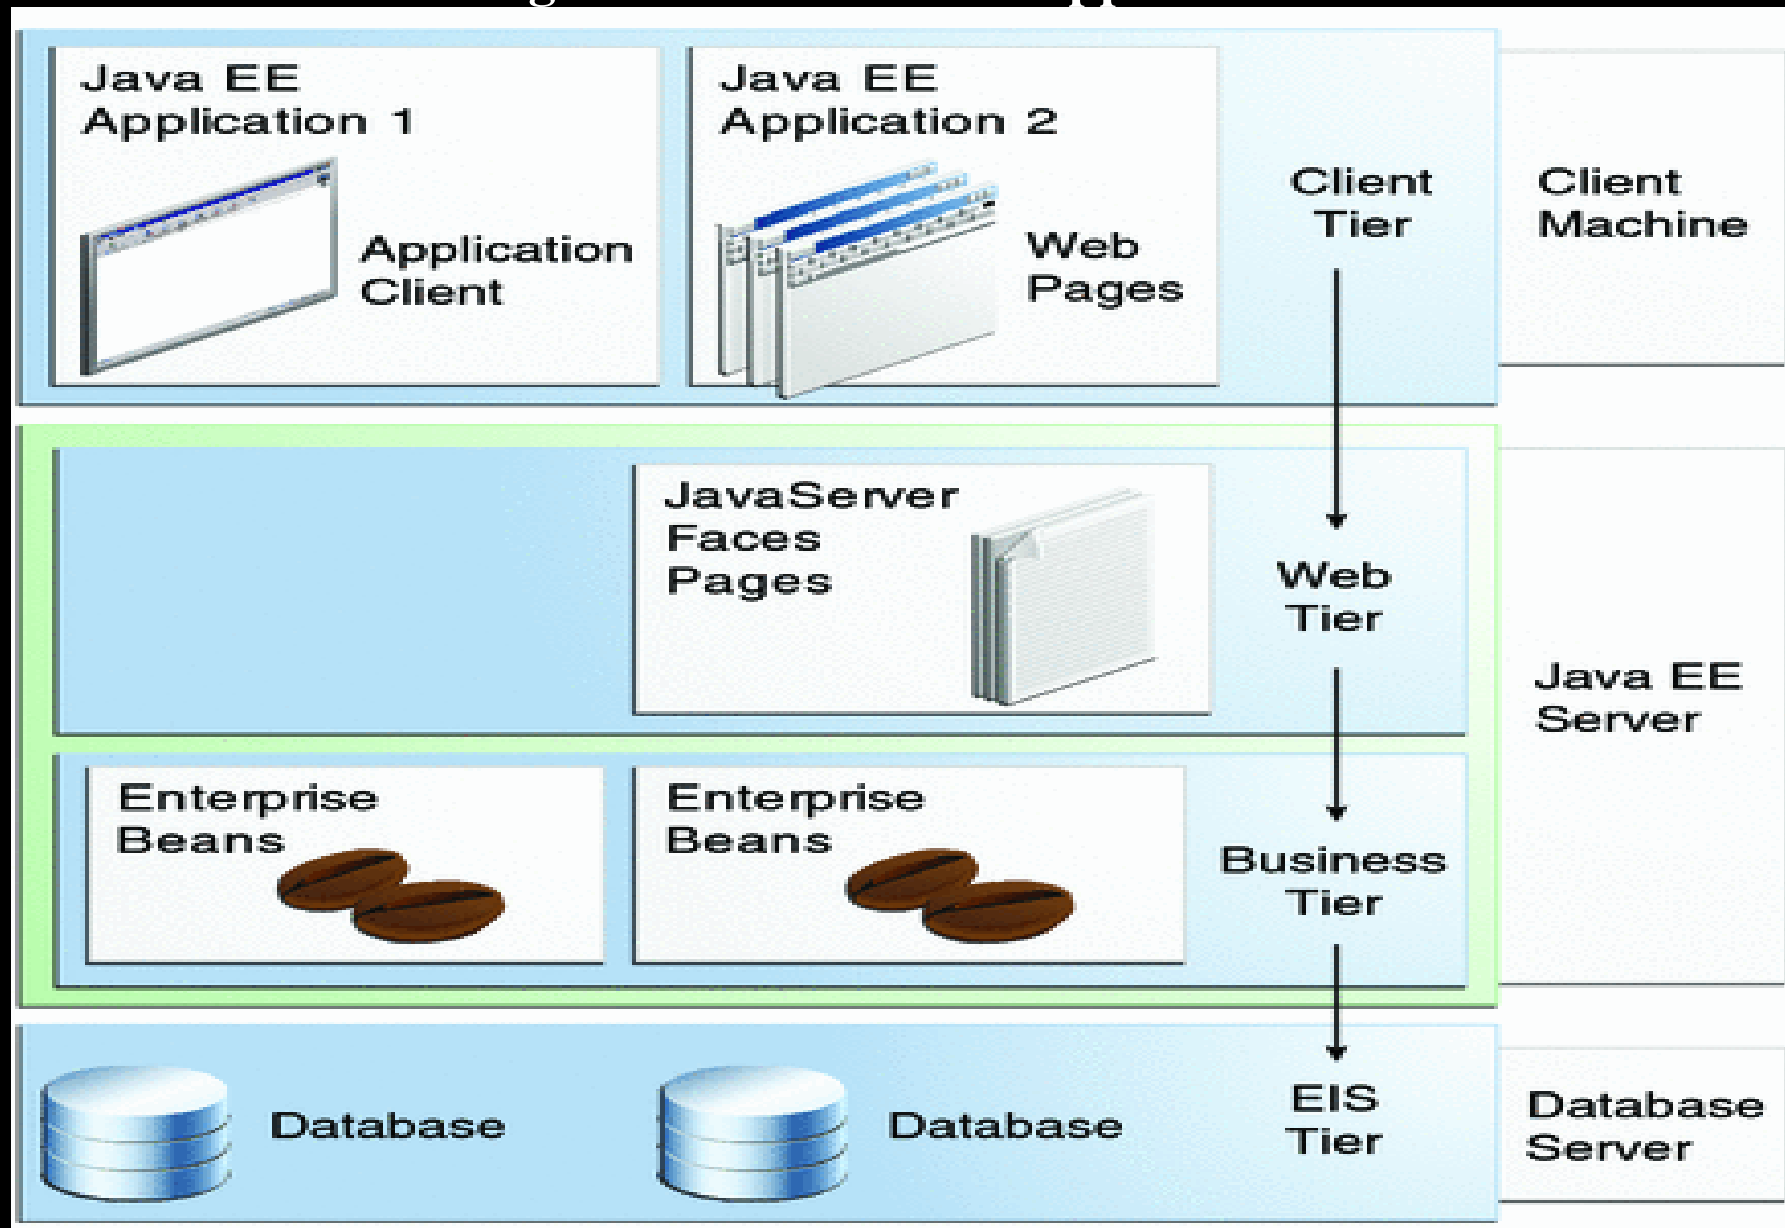 Java EE
Application 1
Application
Client
Java EE
Application 2
Web
Pages
Client
Tier
Client
Machine
JavaServer
Faces
Pages
Web
Tier
Java EE
Server
Enterprise
Beans
Enterprise
Beans
Business
Tier
Database
Database
EIS
Tier
Database
Server